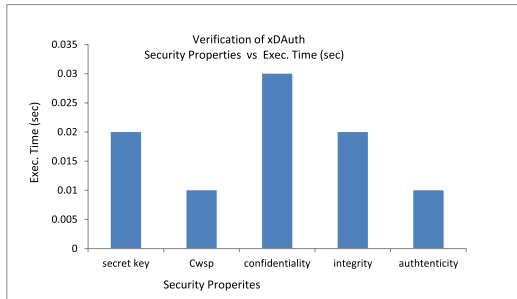 Verification of xDAuth
Security Properties vs Exec. Time (sec)
Exec. Time (sec)
0.035
0.03
0.025
0.02
0.015
0.01
0.005
0
secret key Cwsp confidentiality integrity authtenticity
Security Properites